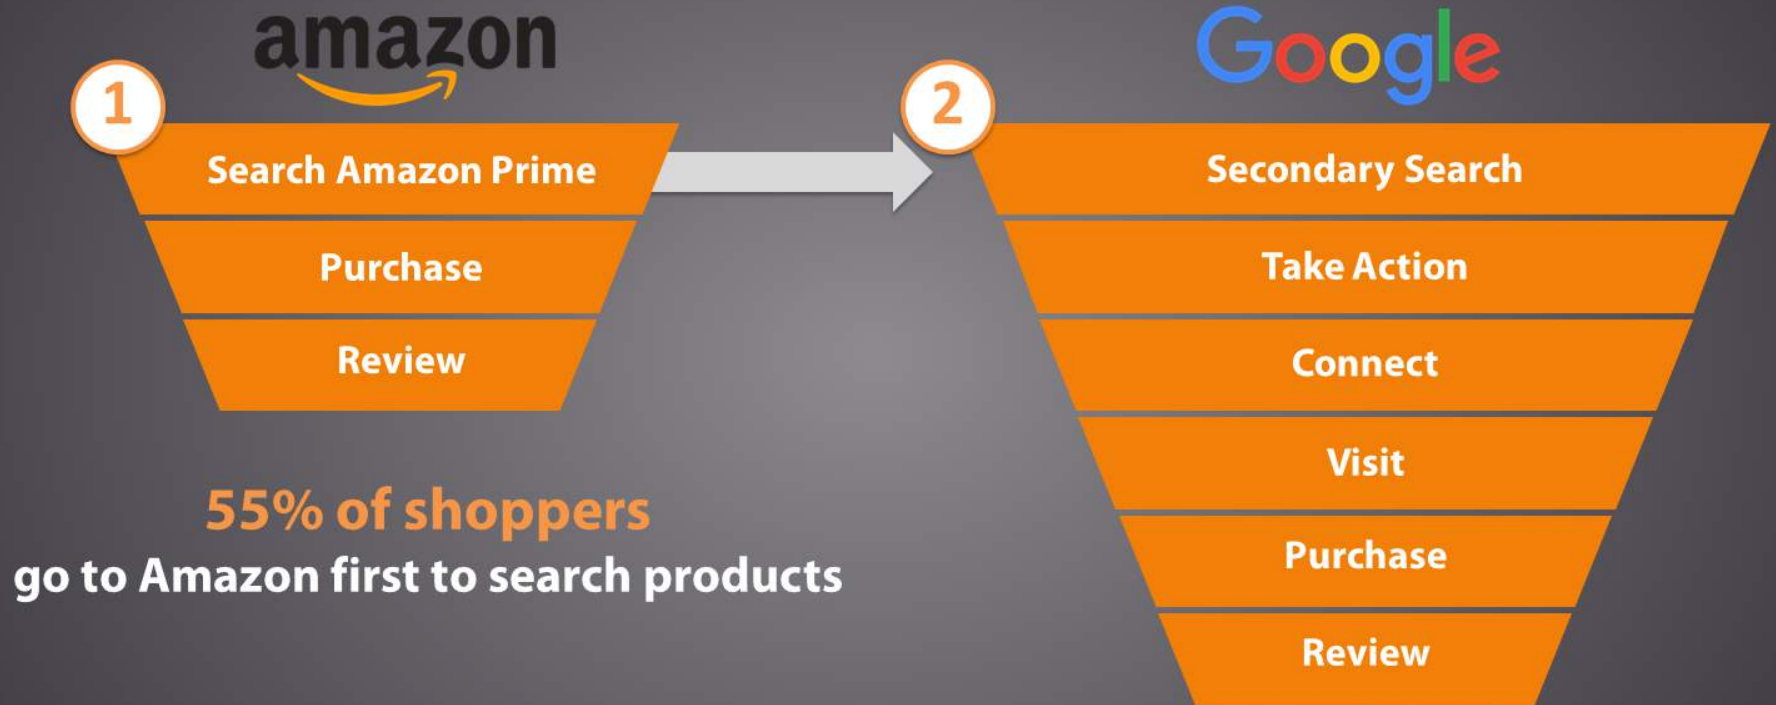 amazon
1
Search Amazon Prime
Purchase
Review
55% of shoppers
go to Amazon first to search products
Google
2
Secondary Search
Take Action
Connect
Visit
Purchase
Review